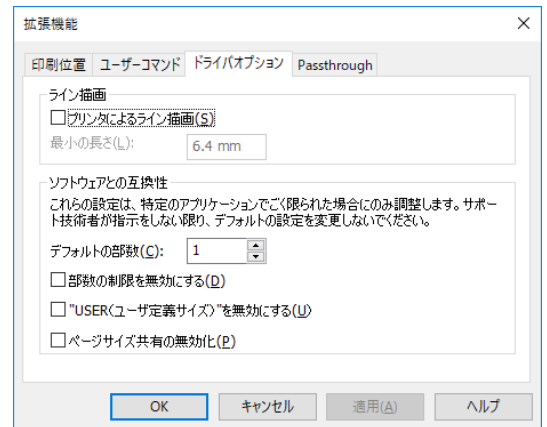 拡張機能
印刷位置 ユーザーコマンド ドライバオプション Passthrough
ライン描画
プリンタによるライン描画(S)
最小の長さ(L): 6.4 mm
ソフトウェアとの互換性
これらの設定は、特定のアプリケーションでごく限られた場合にのみ調整します。サポー
ト技術者が指示をしない限り、デフォルトの設定を変更しないでください。
デフォルトの部数(C): 1
部数の制限を無効にする(D)
"USER(ユーザ定義サイズ)"を無効にする(U)
ページサイズ共有の無効化(P)
OK キャンセル 適用(A) ヘルプ